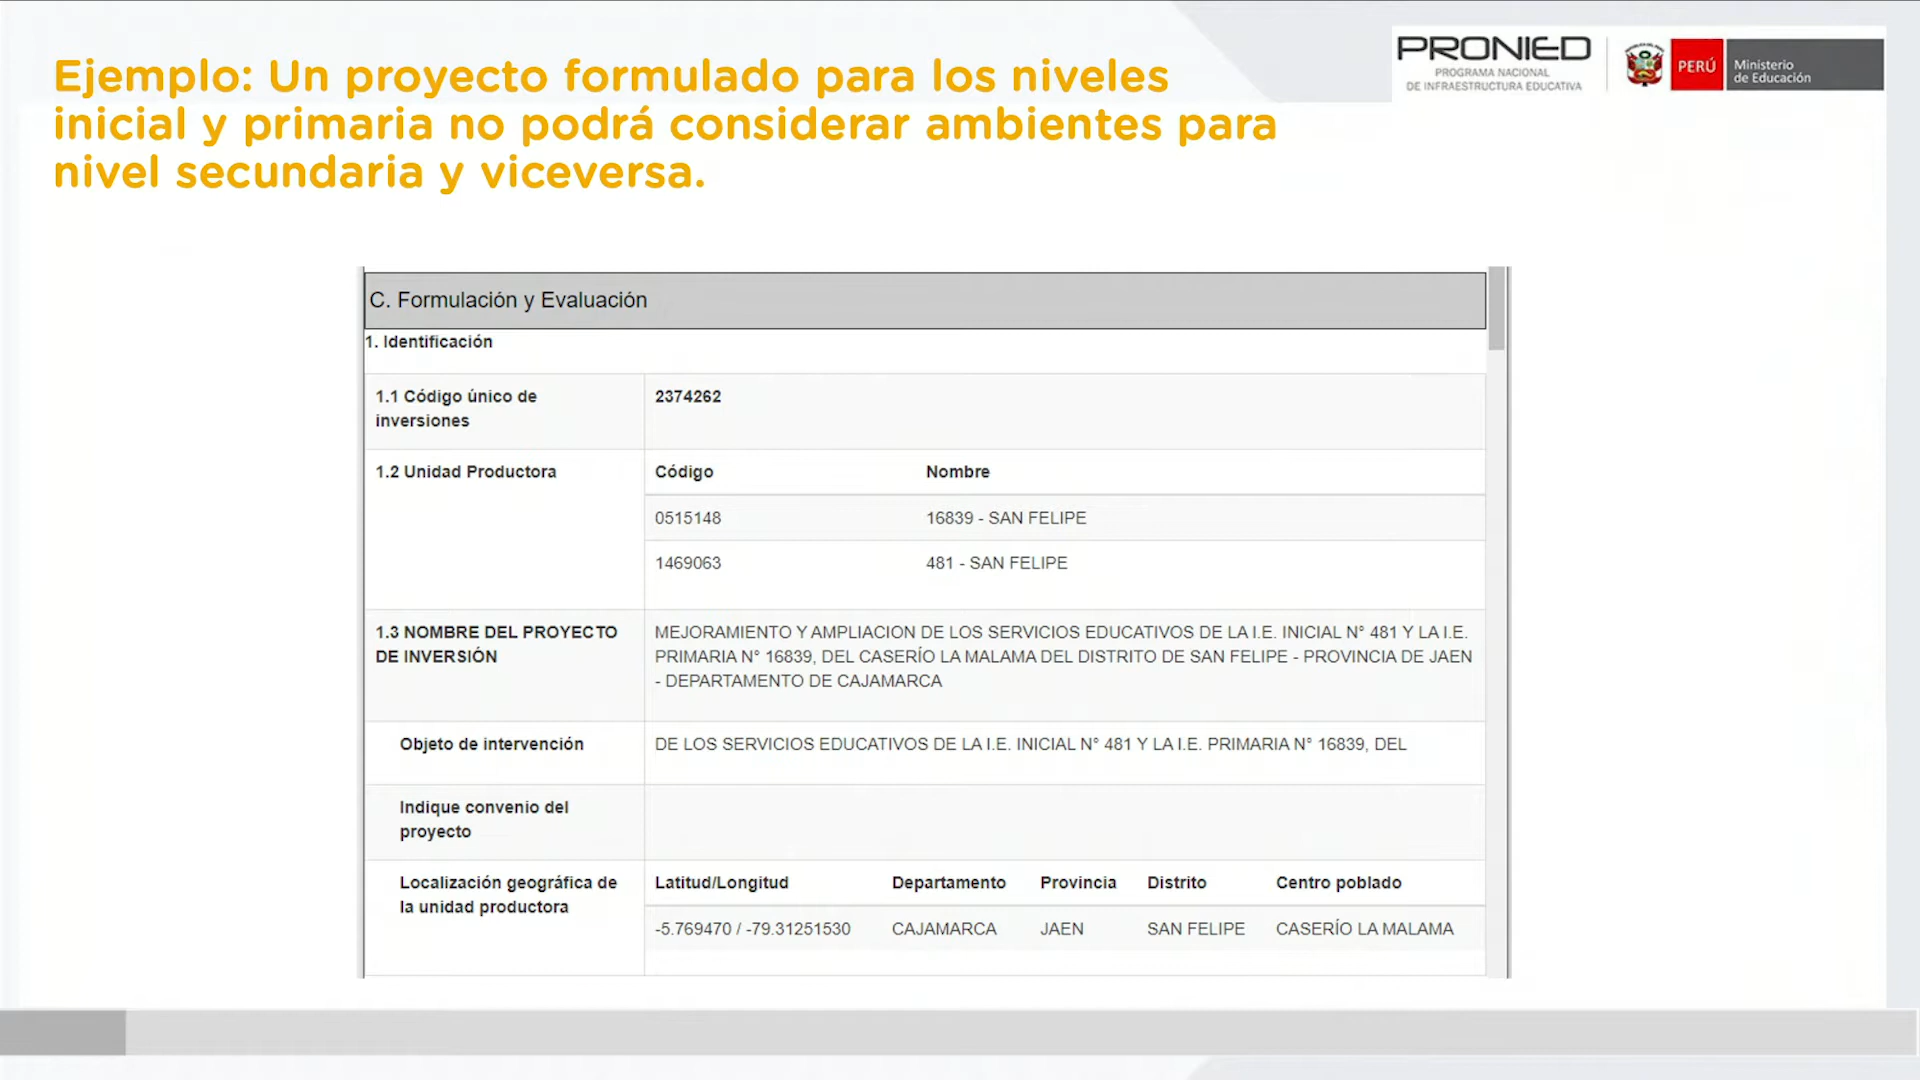 Ejemplo: Un proyecto formulado para los niveles
inicial y primaria no podrá considerar ambientes para
nivel secundaria y viceversa.
PRONIED
PROGRAMA NACIONAL
DE INFRAESTRUCTURA EDUCATIVA
PERÚ
Ministerio
de Educación
C. Formulación y Evaluación
1. Identificación
1.1 Código único de
inversiones
2374262
1.2 Unidad Productora
Código Nombre
0515148 16839 - SAN FELIPE
1469063 481 - SAN FELIPE
1.3 NOMBRE DEL PROYECTO
DE INVERSIÓN
MEJORAMIENTO Y AMPLIACION DE LOS SERVICIOS EDUCATIVOS DE LA I.E. INICIAL N° 481 Y LA I.E.
PRIMARIA N° 16839, DEL CASERÍO LA MALAMA DEL DISTRITO DE SAN FELIPE - PROVINCIA DE JAEN
- DEPARTAMENTO DE CAJAMARCA
Objeto de intervención
DE LOS SERVICIOS EDUCATIVOS DE LA I.E. INICIAL N° 481 Y LA I.E. PRIMARIA N° 16839, DEL
Indique convenio del
proyecto
Localización geográfica de
la unidad productora
Latitud/Longitud Departamento Provincia Distrito Centro poblado
-5.769470 / -79.31251530 CAJAMARCA JAEN SAN FELIPE CASERÍO LA MALAMA